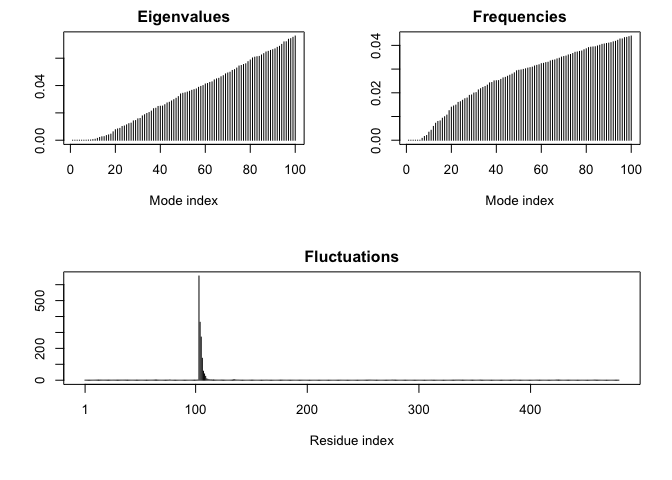 Eigenvalues
0.00 0.04
0 20 40 60 80 100
Mode index
Frequencies
0.00 0.02 0.04
0 20 40 60 80 100
Mode index
Fluctuations
0 200 500
1 100 200 300 400
Residue index